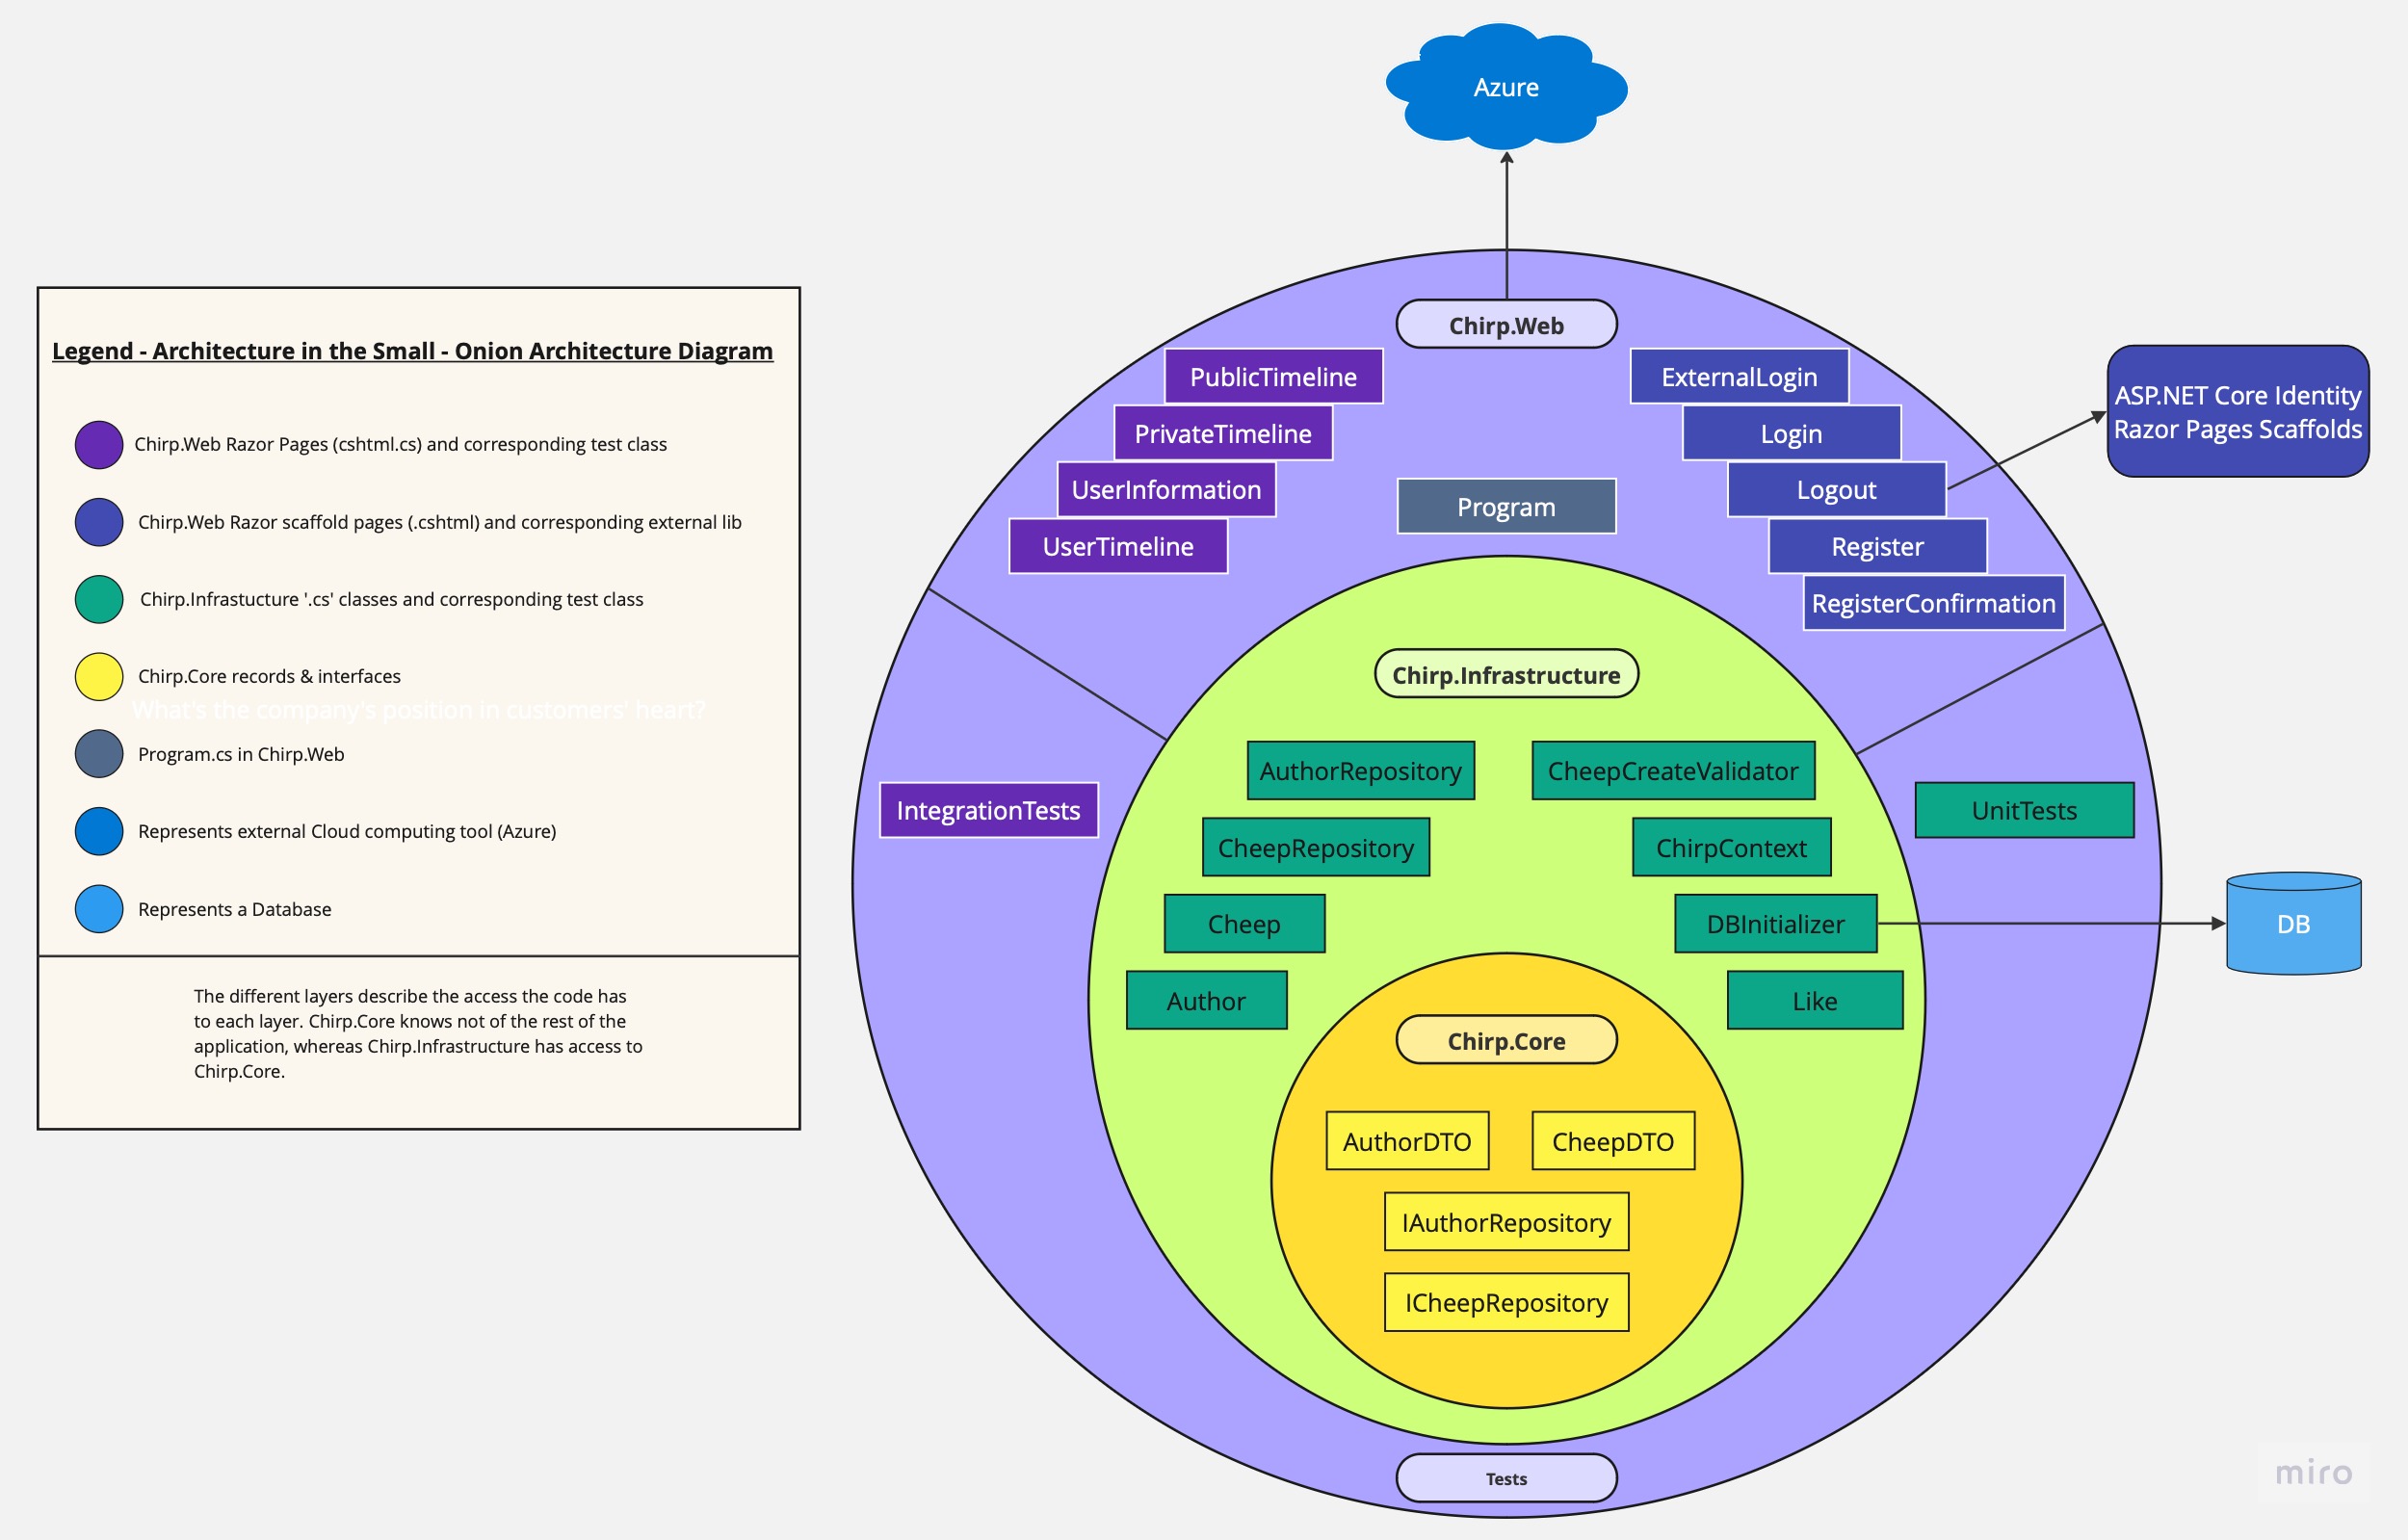 Azure
Legend - Architecture in the Small - Onion Architecture Diagram
Chirp.Web Razor Pages (cshtml.cs) and corresponding test class
Chirp.Web Razor scaffold pages (.cshtml) and corresponding external lib
Chirp.Infrastucture '.cs' classes and corresponding test class
Chirp.Core records & interfaces
What's the company's position in customers' heart?
Program.cs in Chirp.Web
Represents external Cloud computing tool (Azure)
Represents a Database
The different layers describe the access the code has
to each layer. Chirp.Core knows not of the rest of the
application, whereas Chirp.Infrastructure has access to
Chirp.Core.
Chirp.Web
PublicTimeline
PrivateTimeline
UserInformation
UserTimeline
Program
ExternalLogin
Login
Logout
Register
RegisterConfirmation
ASP.NET Core Identity
Razor Pages Scaffolds
IntegrationTests
UnitTests
Chirp.Infrastructure
AuthorRepository
CheepRepository
Cheep
Author
CheepCreateValidator
ChirpContext
DBInitializer
Like
DB
Chirp.Core
AuthorDTO
CheepDTO
IAuthorRepository
ICheepRepository
Tests
miro